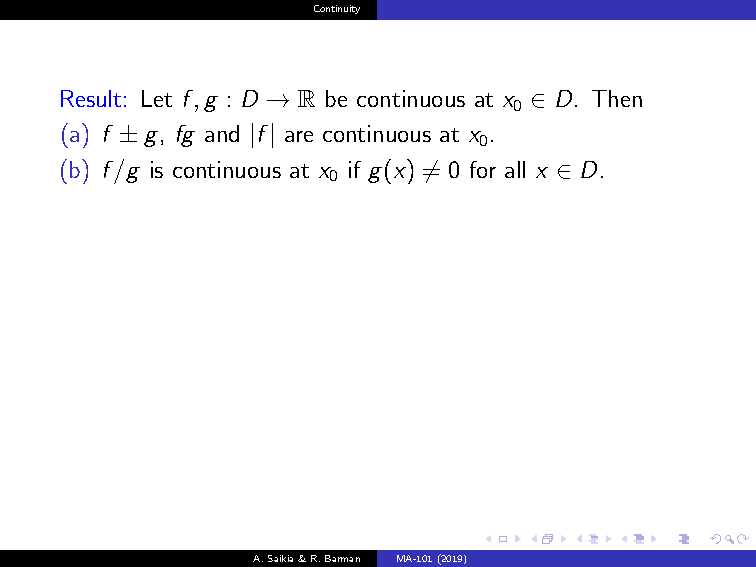 Continuity
Result: Let f, g : D → ℝ be continuous at x₀ ∈ D. Then
(a) f ± g, fg and |f| are continuous at x₀.
(b) f/g is continuous at x₀ if g(x) ≠ 0 for all x ∈ D.
A. Saikia & R. Barman MA-101 (2019)